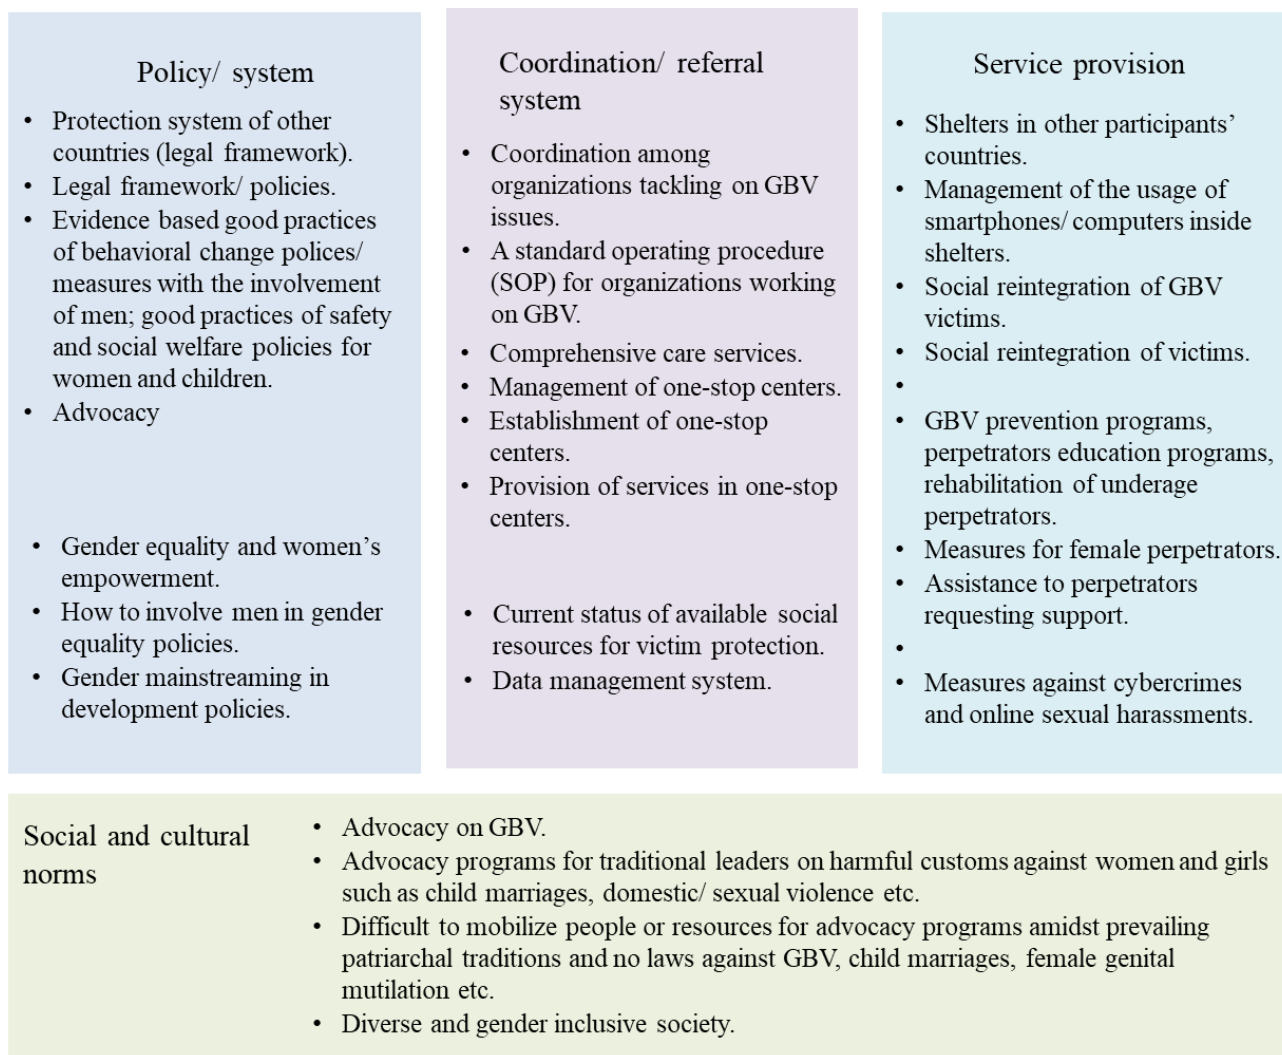 Policy/ system
• Protection system of other
countries (legal framework).
• Legal framework/ policies.
• Evidence based good practices
of behavioral change polices/
measures with the involvement
of men; good practices of safety
and social welfare policies for
women and children.
• Advocacy
• Gender equality and women’s
empowerment.
• How to involve men in gender
equality policies.
• Gender mainstreaming in
development policies.
Coordination/ referral
system
• Coordination among
organizations tackling on GBV
issues.
• A standard operating procedure
(SOP) for organizations working
on GBV.
• Comprehensive care services.
• Management of one-stop centers.
• Establishment of one-stop
centers.
• Provision of services in one-stop
centers.
• Current status of available social
resources for victim protection.
• Data management system.
Service provision
• Shelters in other participants’
countries.
• Management of the usage of
smartphones/ computers inside
shelters.
• Social reintegration of GBV
victims.
• Social reintegration of victims.
•
• GBV prevention programs,
perpetrators education programs,
rehabilitation of underage
perpetrators.
• Measures for female perpetrators.
• Assistance to perpetrators
requesting support.
•
• Measures against cybercrimes
and online sexual harassments.
Social and cultural
norms
• Advocacy on GBV.
• Advocacy programs for traditional leaders on harmful customs against women and girls
such as child marriages, domestic/ sexual violence etc.
• Difficult to mobilize people or resources for advocacy programs amidst prevailing
patriarchal traditions and no laws against GBV, child marriages, female genital
mutilation etc.
• Diverse and gender inclusive society.